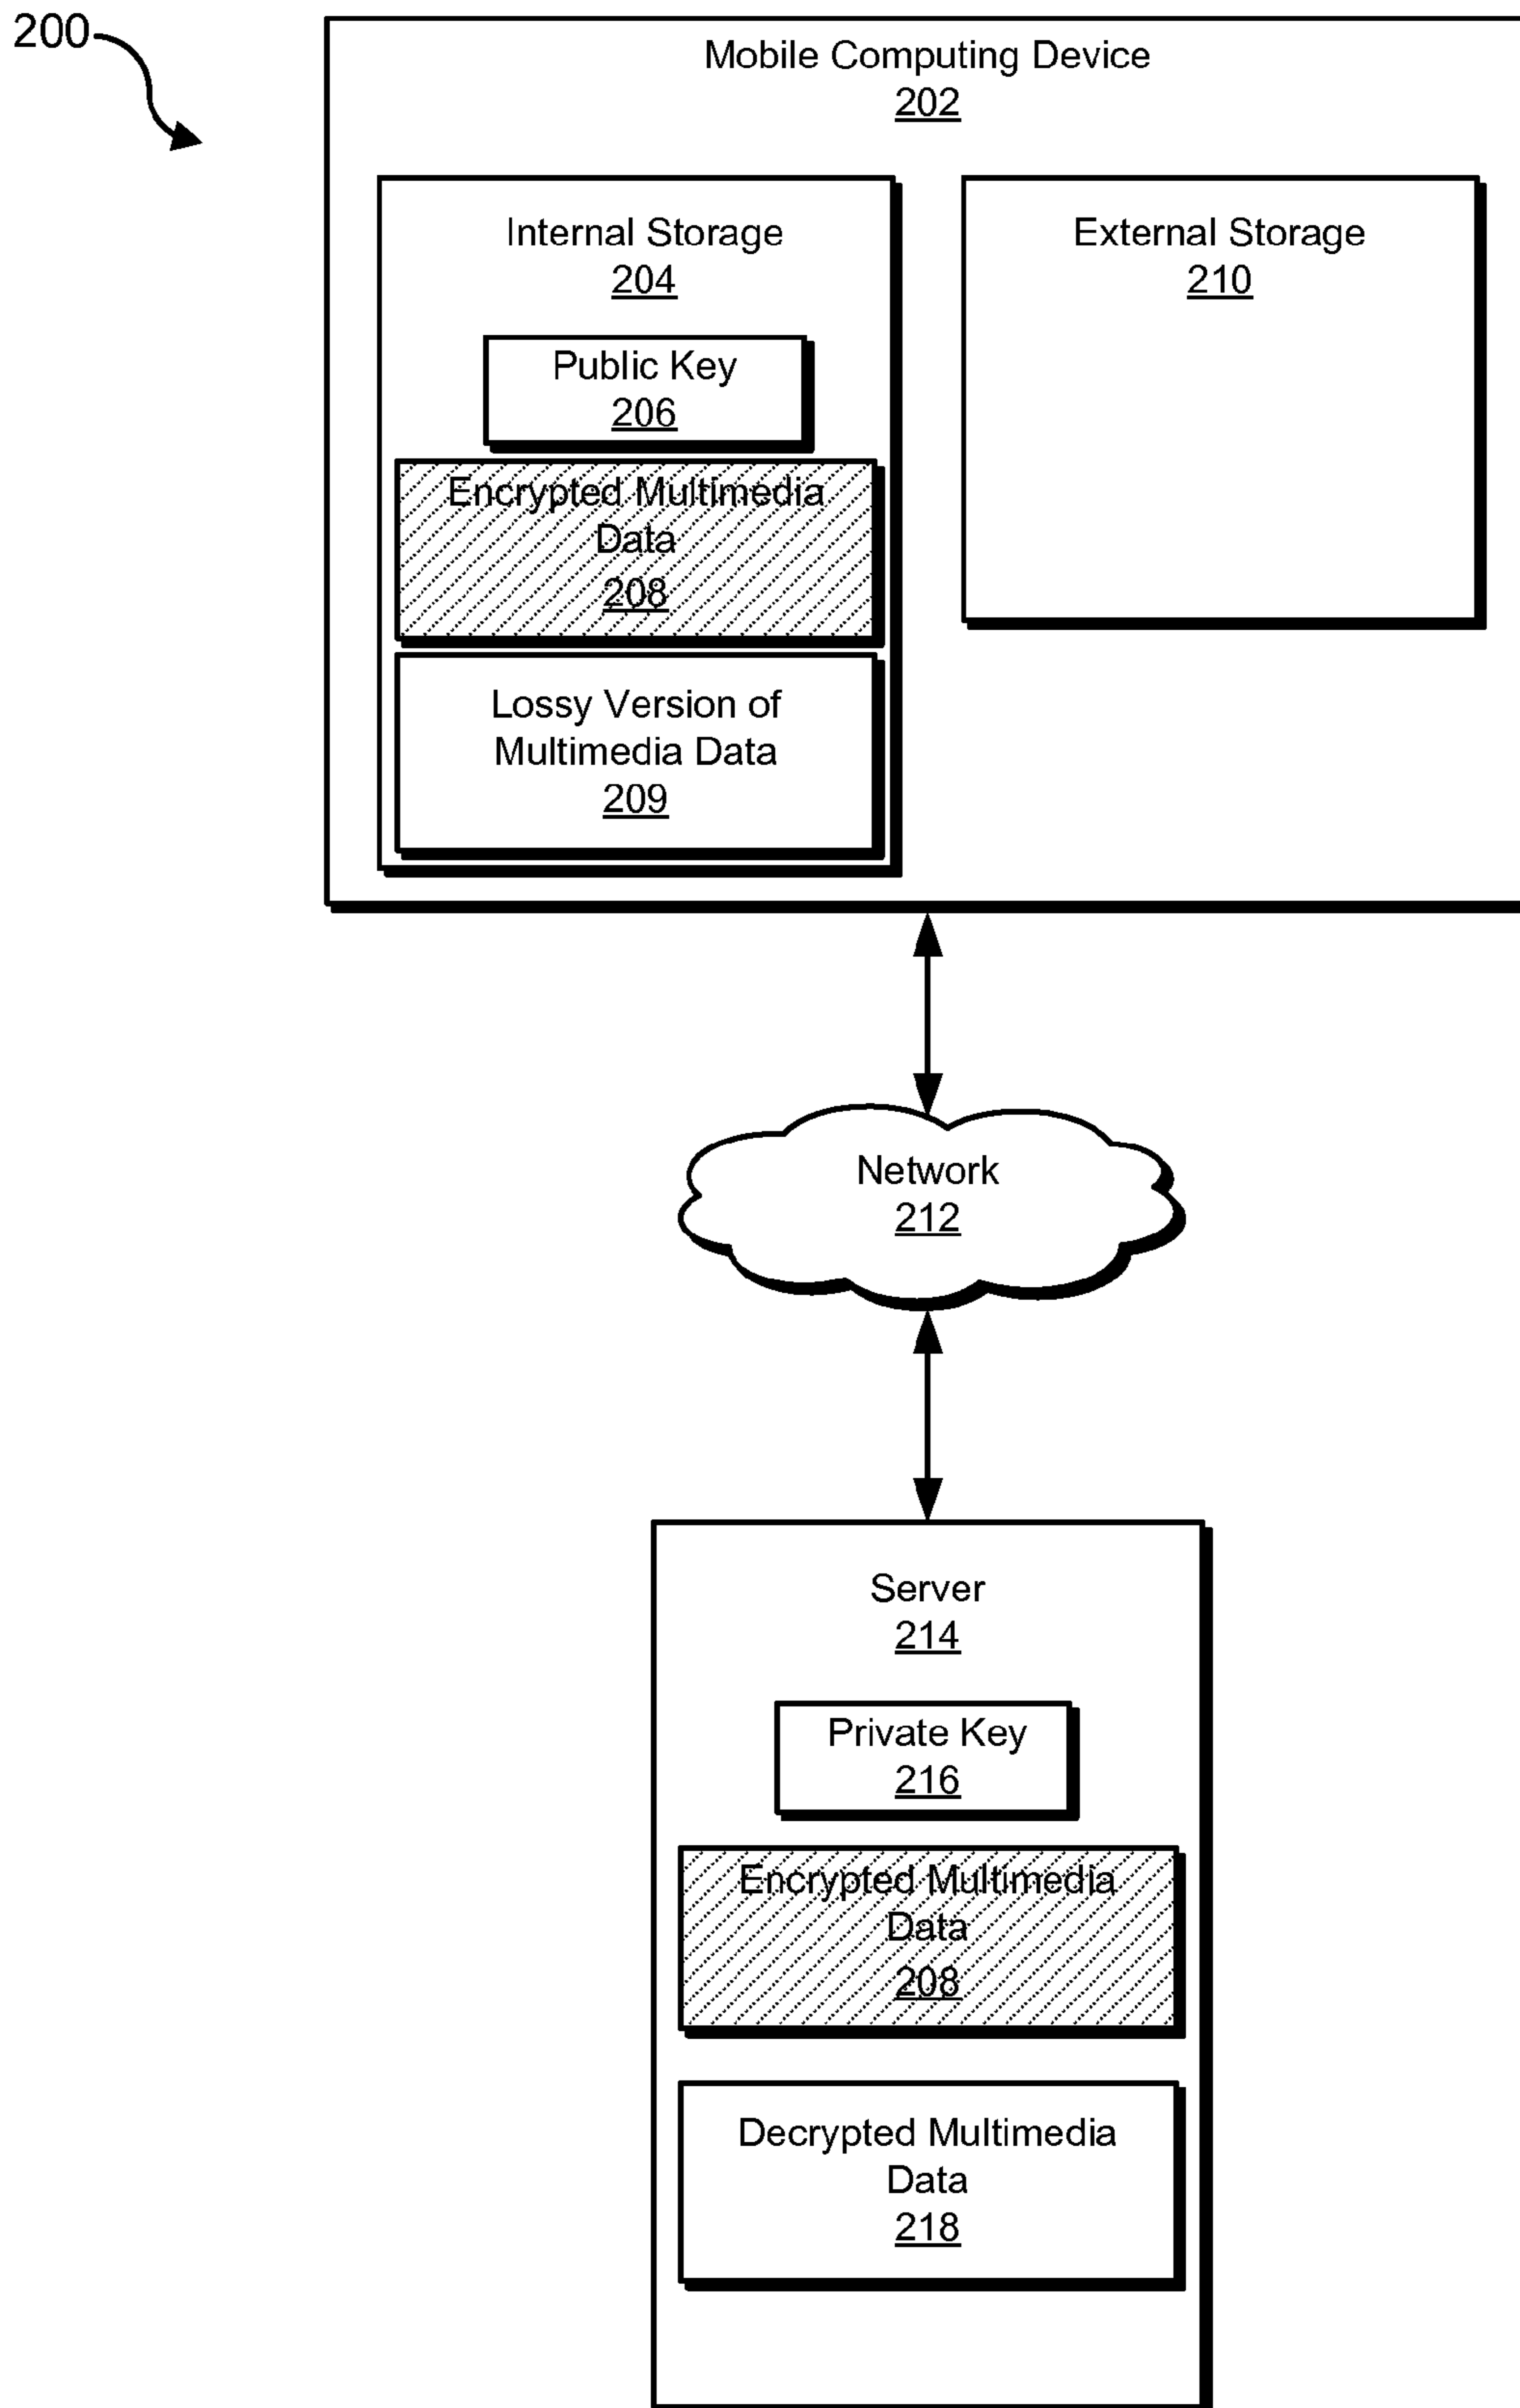 200
Mobile Computing Device
202
Internal Storage
204
Public Key
206
Encrypted Multimedia
Data
208
Lossy Version of
Multimedia Data
209
External Storage
210
Network
212
Server
214
Private Key
216
Encrypted Multimedia
Data
208
Decrypted Multimedia
Data
218